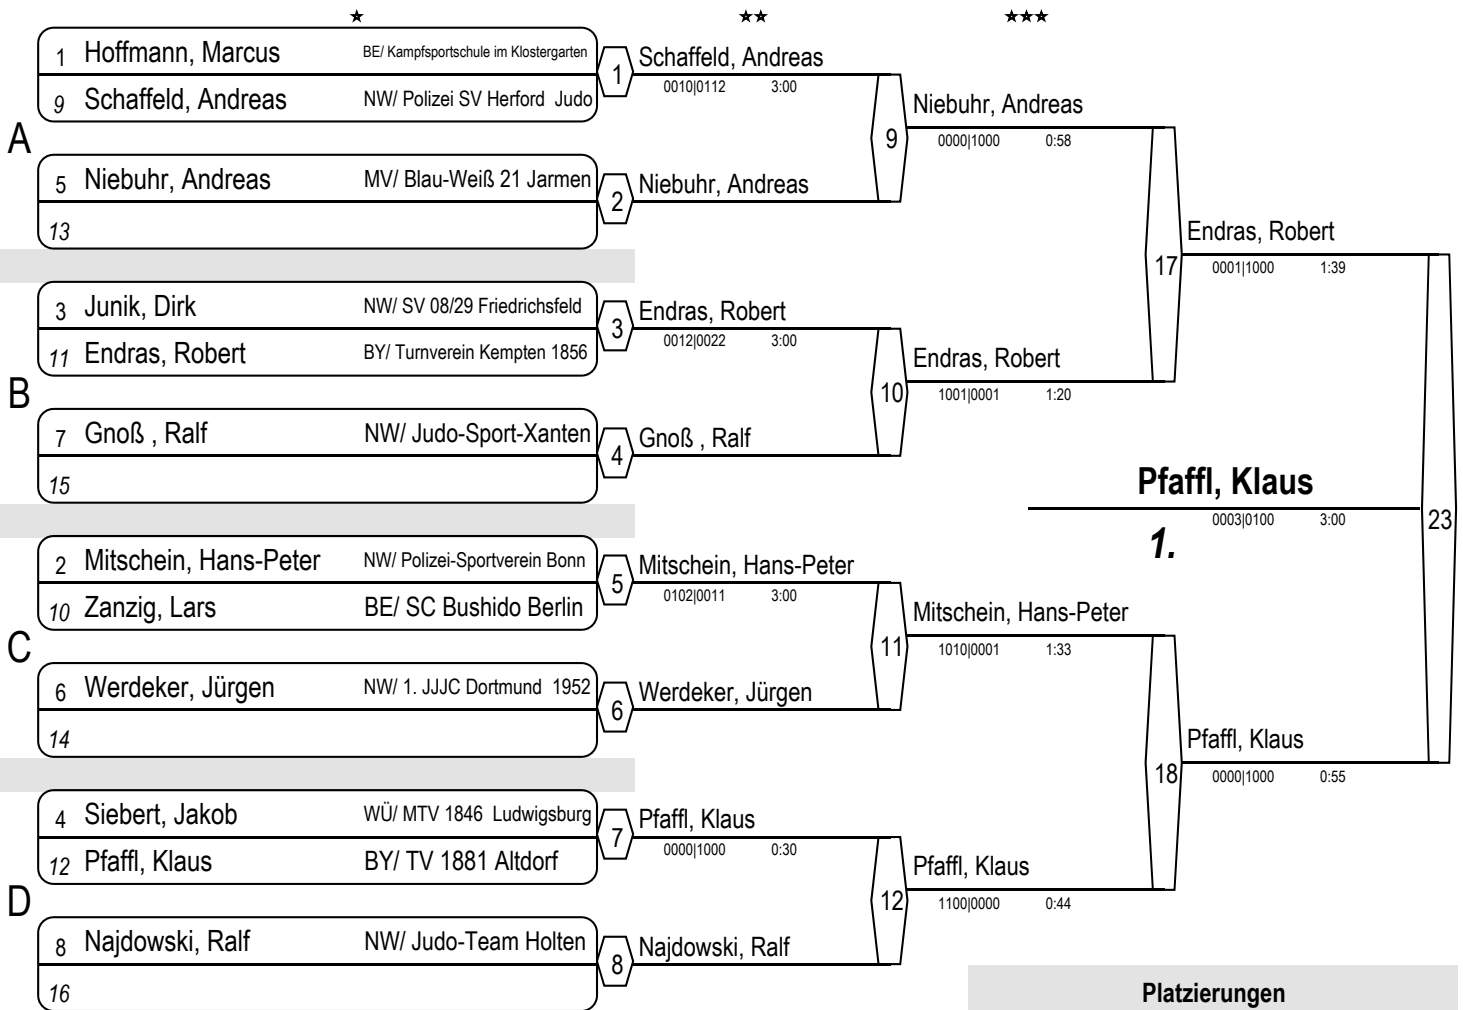 ★ ★★ ★★★
1 Hoffmann, Marcus BE/ Kampfsportschule im Klostergarten
9 Schaffeld, Andreas NW/ Polizei SV Herford Judo
1
Schaffeld, Andreas
0010|0112 3:00
A
5 Niebuhr, Andreas MV/ Blau-Weiß 21 Jarmen
13
2
Niebuhr, Andreas
9
Niebuhr, Andreas
0000|1000 0:58
3 Junik, Dirk NW/ SV 08/29 Friedrichsfeld
11 Endras, Robert BY/ Turnverein Kempten 1856
3
Endras, Robert
0012|0022 3:00
B
7 Gnoß , Ralf NW/ Judo-Sport-Xanten
15
4
Gnoß , Ralf
10
Endras, Robert
1001|0001 1:20
17
Endras, Robert
0001|1000 1:39
2 Mitschein, Hans-Peter NW/ Polizei-Sportverein Bonn
10 Zanzig, Lars BE/ SC Bushido Berlin
5
Mitschein, Hans-Peter
0102|0011 3:00
C
6 Werdeker, Jürgen NW/ 1. JJJC Dortmund 1952
14
6
Werdeker, Jürgen
11
Mitschein, Hans-Peter
1010|0001 1:33
4 Siebert, Jakob WÜ/ MTV 1846 Ludwigsburg
12 Pfaffl, Klaus BY/ TV 1881 Altdorf
7
Pfaffl, Klaus
0000|1000 0:30
D
8 Najdowski, Ralf NW/ Judo-Team Holten
16
8
Najdowski, Ralf
12
Pfaffl, Klaus
1100|0000 0:44
18
Pfaffl, Klaus
0000|1000 0:55
23
Pfaffl, Klaus
0003|0100 3:00
1.
Platzierungen